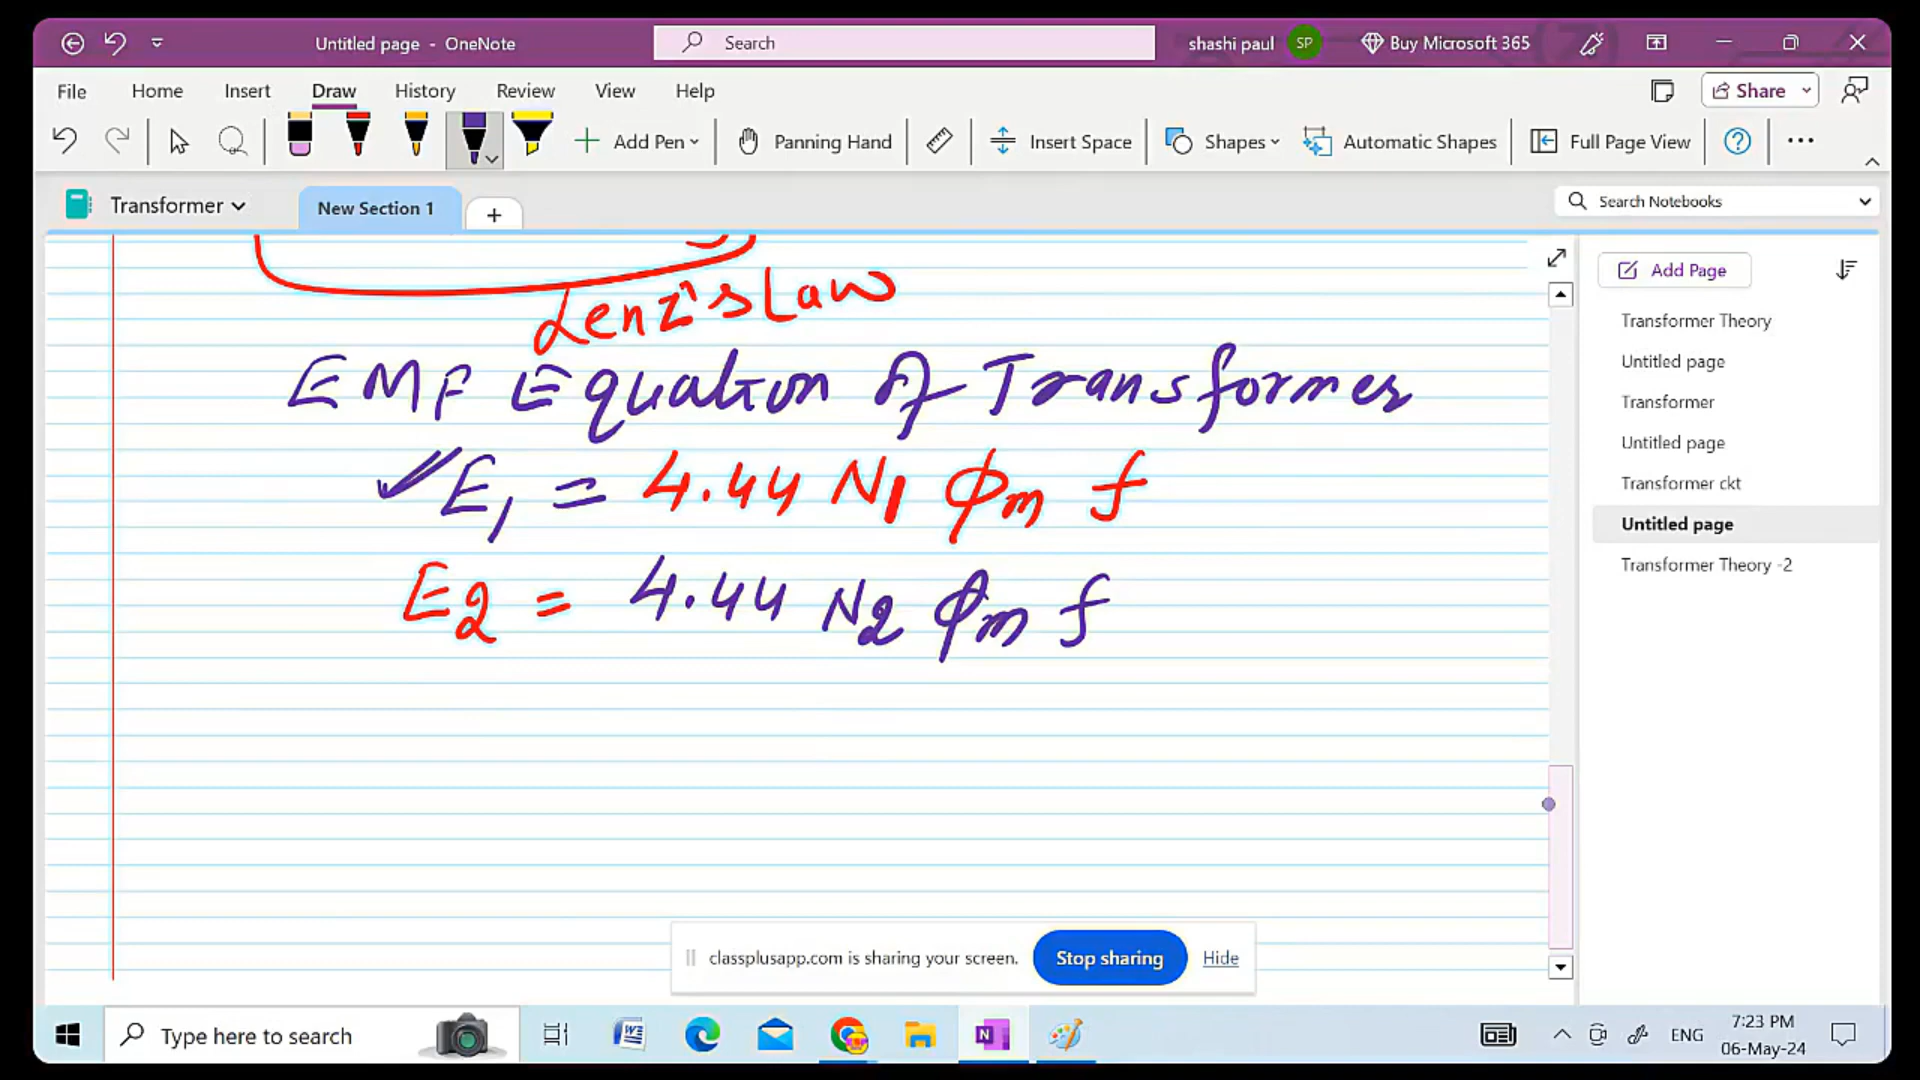 Untitled page - OneNote
Search
shashi paul SP
Buy Microsoft 365
File Home Insert Draw History Review View Help
Share
Add Pen
Panning Hand
Insert Space
Shapes
Automatic Shapes
Full Page View
Transformer
New Section 1
Search Notebooks
Lenz's Law
EMF Equation of Transformer
E₁ = 4.44 N1 ϕm f
E2 = 4.44 N2 ϕm f
Add Page
Transformer Theory
Untitled page
Transformer
Untitled page
Transformer ckt
Untitled page
Transformer Theory -2
classplusapp.com is sharing your screen. Stop sharing Hide
Type here to search
ENG
7:23 PM
06-May-24